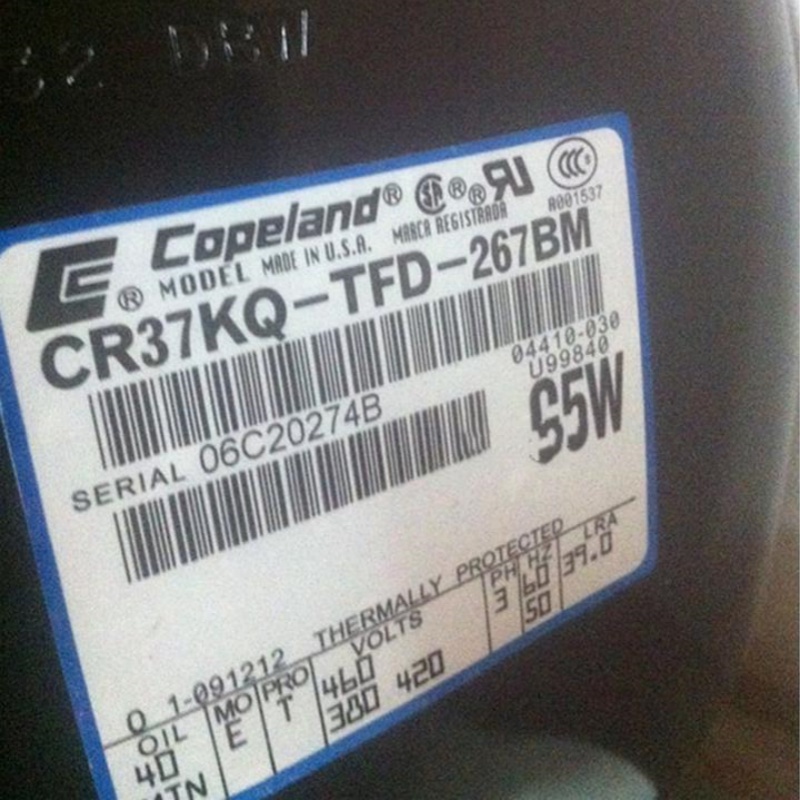 Copeland® ® ®
® MODEL MADE IN U.S.A. MARCA REGISTRADA A001537
CR37KQ-TFD-267BM
04410-030
U99840
SERIAL 06C20274B
S5W
0 1-091212 THERMALLY PROTECTED
OIL MO PRO VOLTS PH HZ LRA
40 E T 460 3 60 39.0
380 420 50